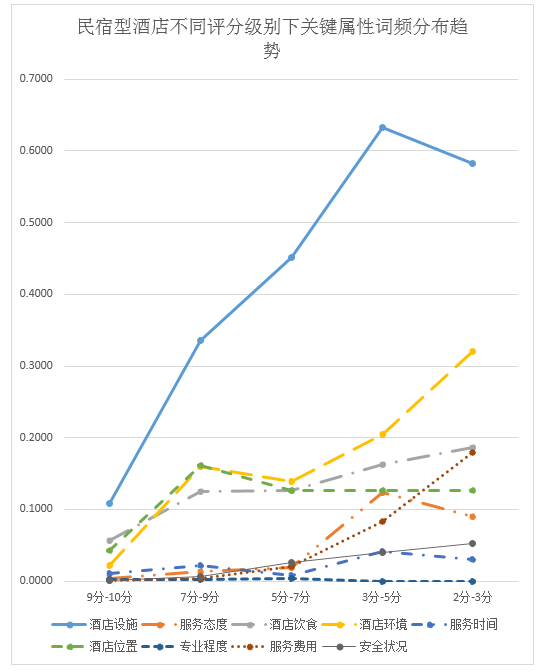 民宿型酒店不同评分级别下关键属性词频分布趋
势
0.7000
0.6000
0.5000
0.4000
0.3000
0.2000
0.1000
0.0000
9分-10分 7分-9分 5分-7分 3分-5分 2分-3分
酒店设施 服务态度 酒店饮食 酒店环境 服务时间
酒店位置 专业程度 服务费用 安全状况